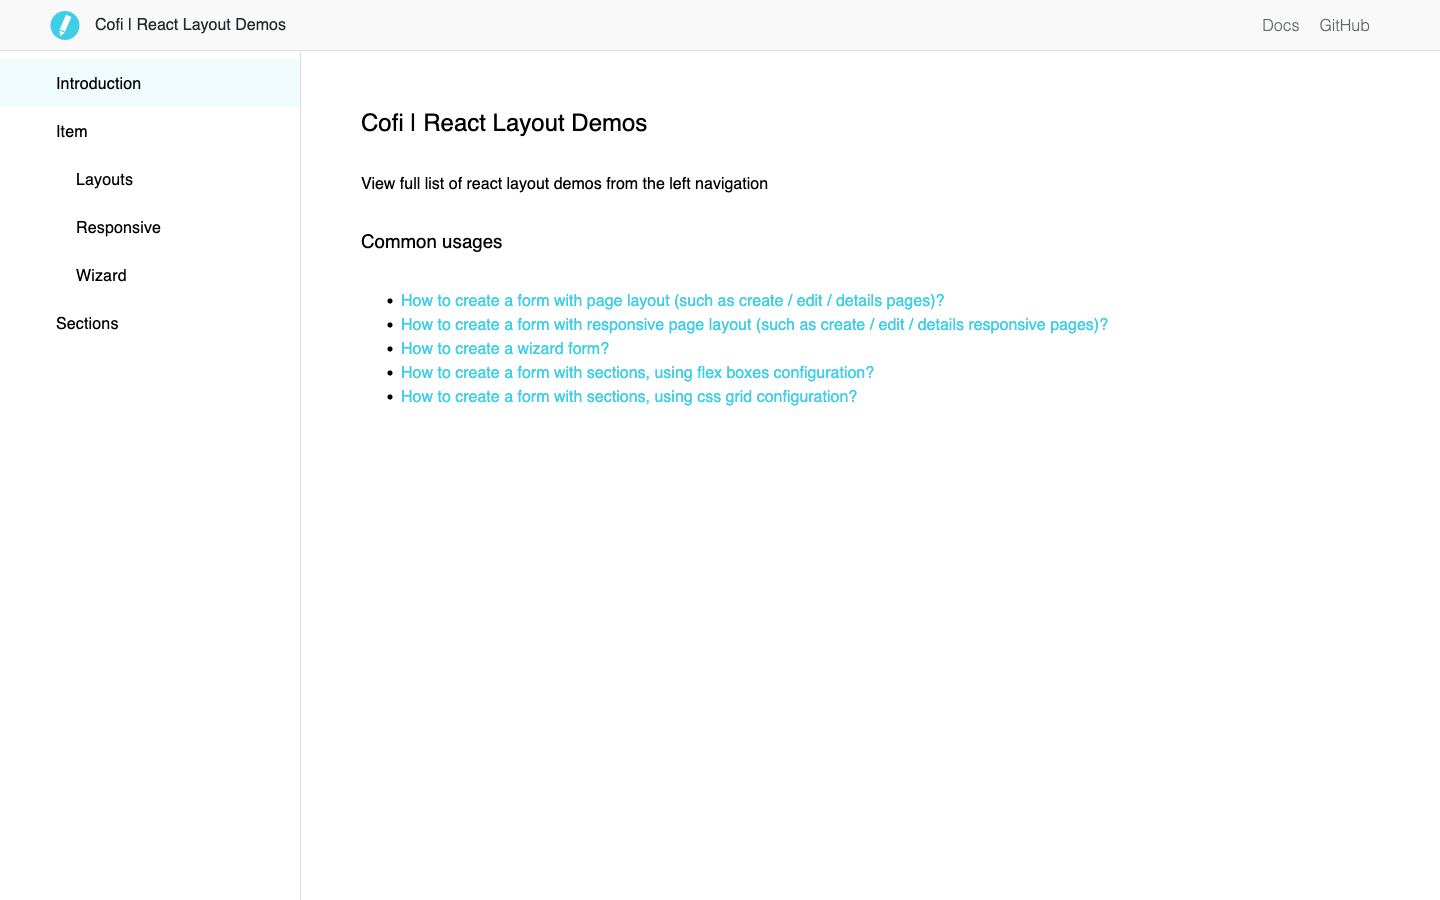 Cofi | React Layout Demos
Docs
GitHub
Introduction
Item
Layouts
Responsive
Wizard
Sections
Cofi | React Layout Demos
View full list of react layout demos from the left navigation
Common usages
How to create a form with page layout (such as create / edit / details pages)?
How to create a form with responsive page layout (such as create / edit / details responsive pages)?
How to create a wizard form?
How to create a form with sections, using flex boxes configuration?
How to create a form with sections, using css grid configuration?